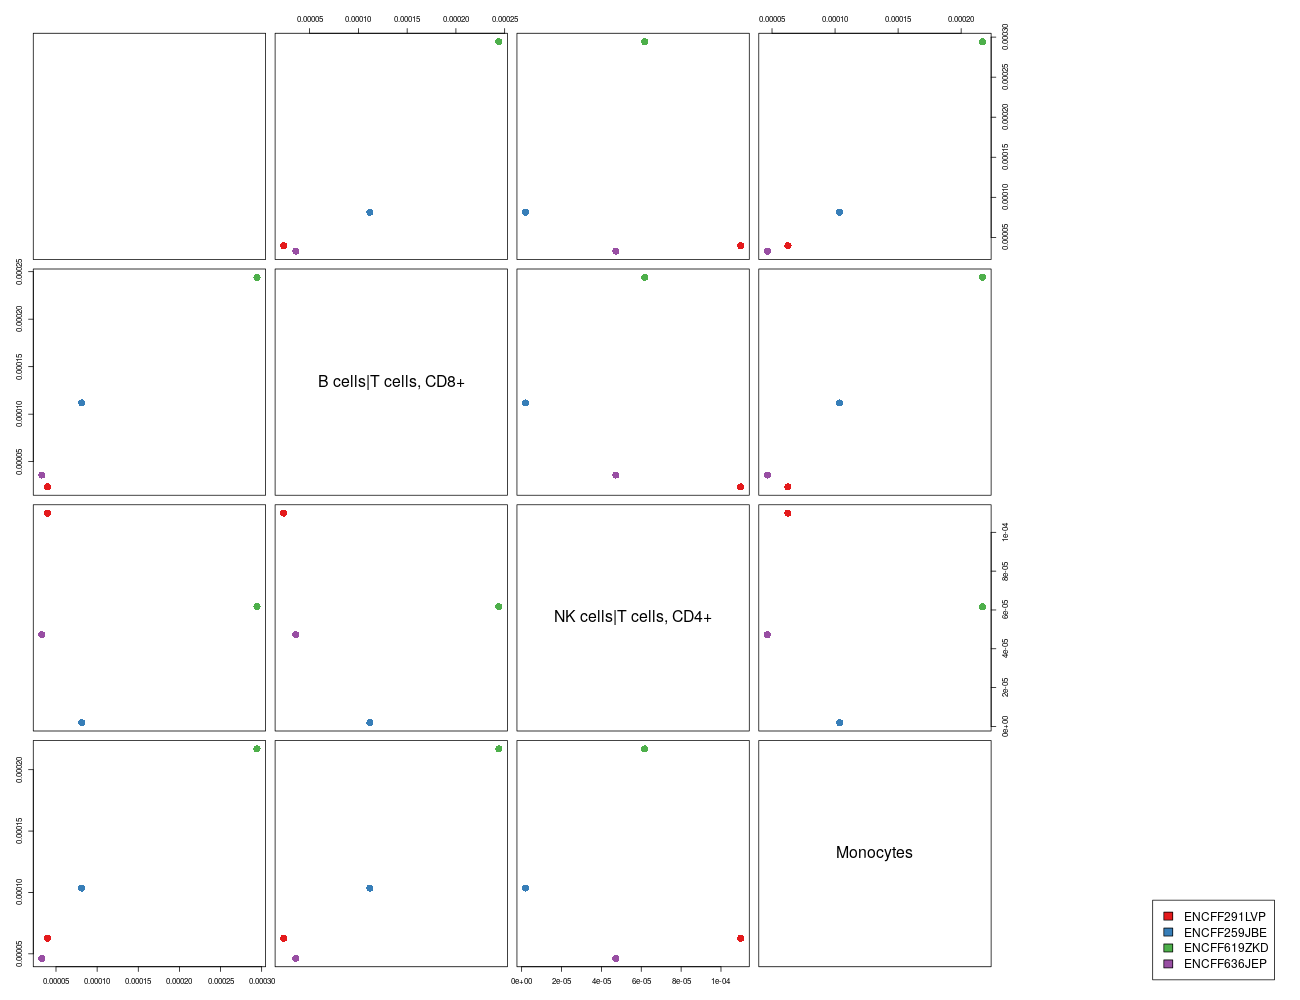 0.00005 0.00010 0.00015 0.00020 0.00025
0.00005 0.00010 0.00015 0.00020
0.00005 0.00010 0.00015 0.00020 0.00025 0.00030
0.00005 0.00010 0.00015 0.00020 0.00025
B cells|T cells, CD8+
NK cells|T cells, CD4+
0e+00 2e-05 4e-05 6e-05 8e-05 1e-04
0.00005 0.00010 0.00015 0.00020
Monocytes
0.00005 0.00010 0.00015 0.00020 0.00025 0.00030
0e+00 2e-05 4e-05 6e-05 8e-05 1e-04
ENCFF291LVP
ENCFF259JBE
ENCFF619ZKD
ENCFF636JEP